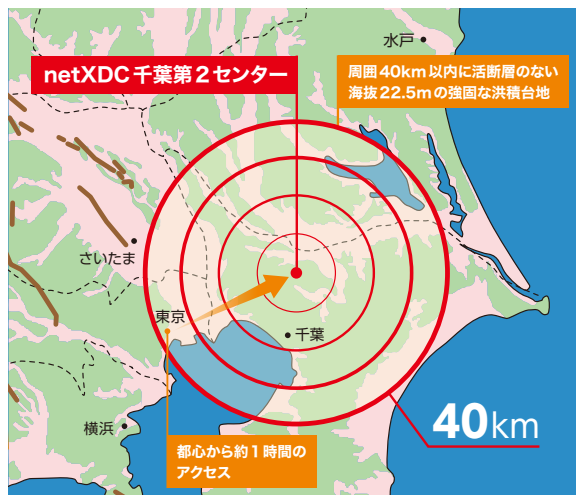 水戸
netXDC千葉第2センター
周囲40km以内に活断層のない
海抜22.5mの強固な洪積台地
さいたま
東京
千葉
横浜
40km
都心から約1時間の
アクセス